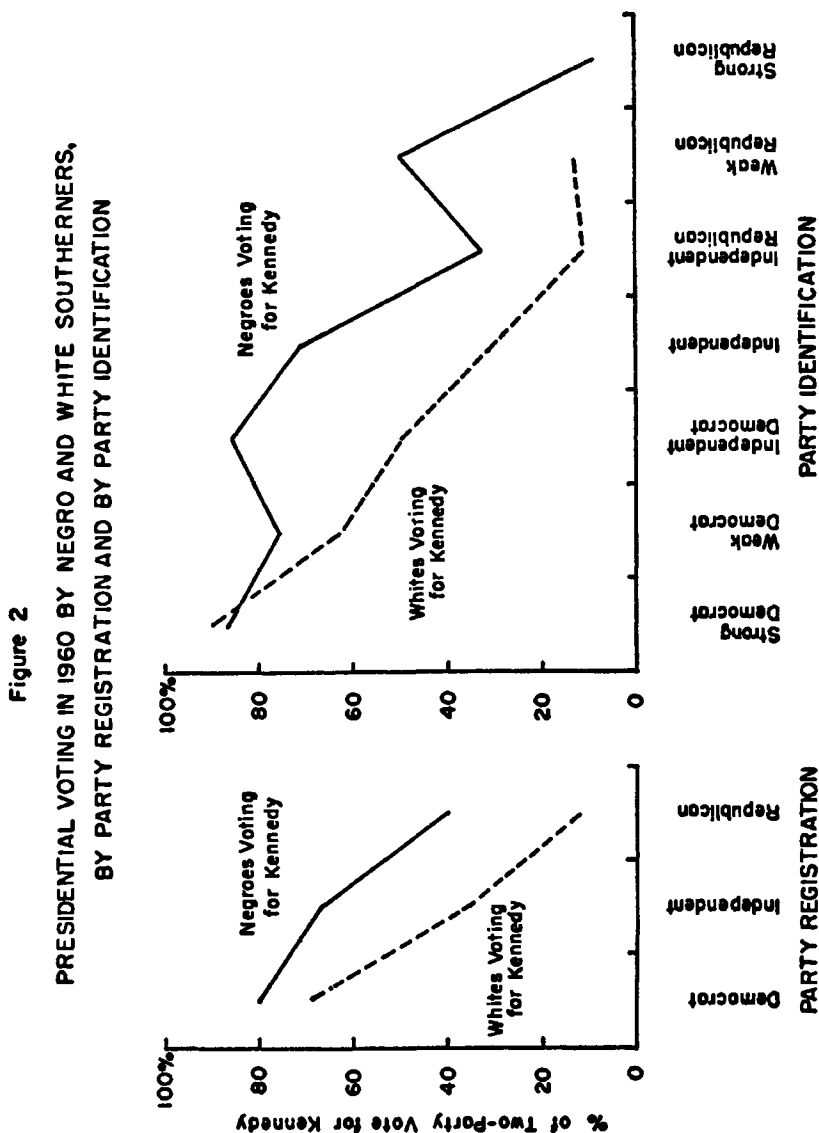 Figure 2
PRESIDENTIAL VOTING IN 1960 BY NEGRO AND WHITE SOUTHERNERS,
BY PARTY REGISTRATION AND BY PARTY IDENTIFICATION
% of Two-Party Vote for Kennedy
100%
80
60
40
20
0
Negroes Voting
for Kennedy
Whites Voting
for Kennedy
Democrat
Independent
Republican
PARTY REGISTRATION
100%
80
60
40
20
0
Negroes Voting
for Kennedy
Whites Voting
for Kennedy
Strong
Democrat
Weak
Democrat
Independent
Democrat
Independent
Independent
Republican
Weak
Republican
Strong
Republican
PARTY IDENTIFICATION